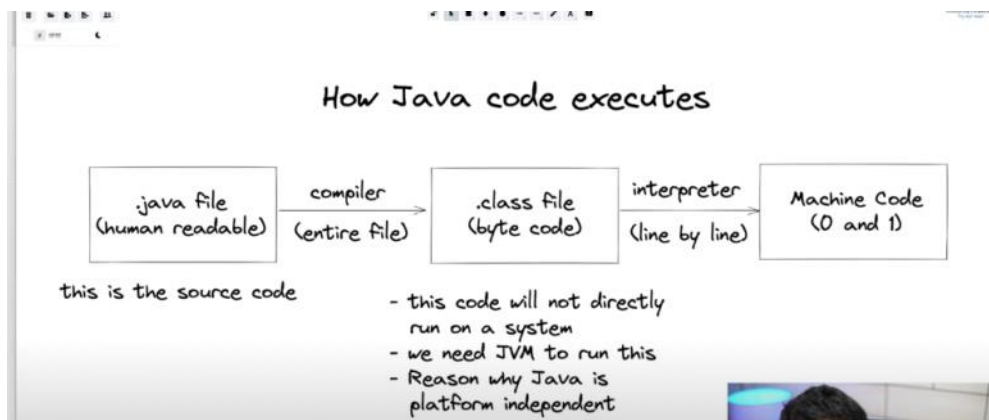 How Java code executes
.java file
(human readable)
compiler
(entire file)
.class file
(byte code)
interpreter
(line by line)
Machine Code
(0 and 1)
this is the source code
- this code will not directly
run on a system
- we need JVM to run this
- Reason why Java is
platform independent